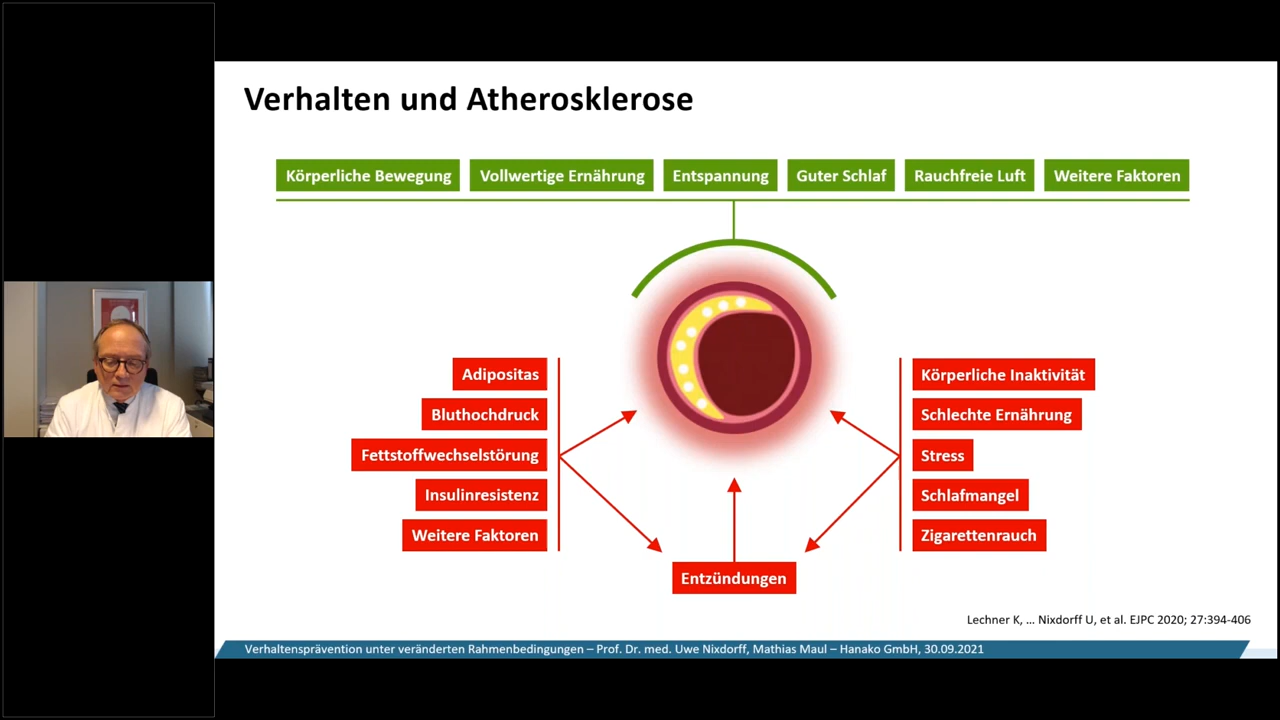 Verhalten und Atherosklerose
Körperliche Bewegung
Vollwertige Ernährung
Entspannung
Guter Schlaf
Rauchfreie Luft
Weitere Faktoren
Adipositas
Bluthochdruck
Fettstoffwechselstörung
Insulinresistenz
Weitere Faktoren
Körperliche Inaktivität
Schlechte Ernährung
Stress
Schlafmangel
Zigarettenrauch
Entzündungen
Lechner K, ... Nixdorff U, et al. EJPC 2020; 27:394-406
Verhaltensprävention unter veränderten Rahmenbedingungen – Prof. Dr. med. Uwe Nixdorff, Mathias Maul – Hanako GmbH, 30.09.2021